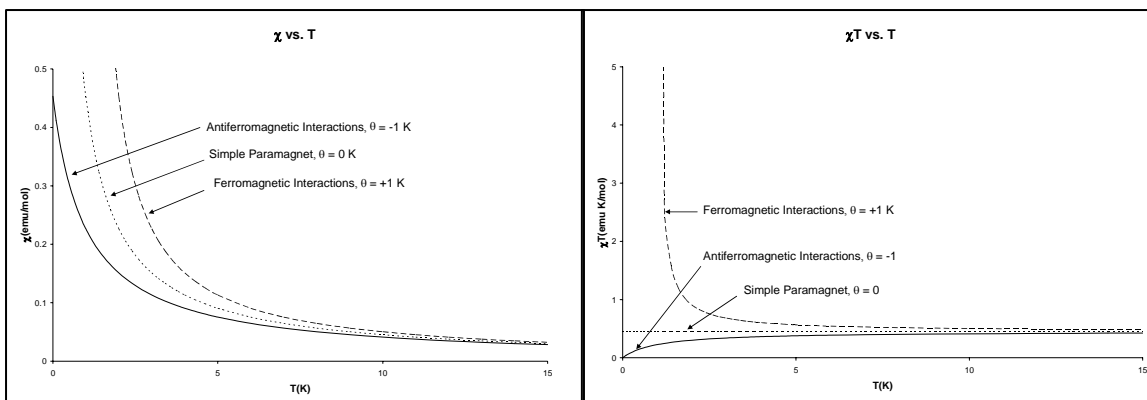 χ vs. T
0.5
0.4
0.3
0.2
0.1
0
0
5
10
15
χ(emu/mol)
T(K)
Antiferromagnetic Interactions, θ = -1 K
Simple Paramagnet, θ = 0 K
Ferromagnetic Interactions, θ = +1 K
χT vs. T
5
4
3
2
1
0
0
5
10
15
χT(emu K/mol)
T(K)
Ferromagnetic Interactions, θ = +1 K
Antiferromagnetic Interactions, θ = -1
Simple Paramagnet, θ = 0